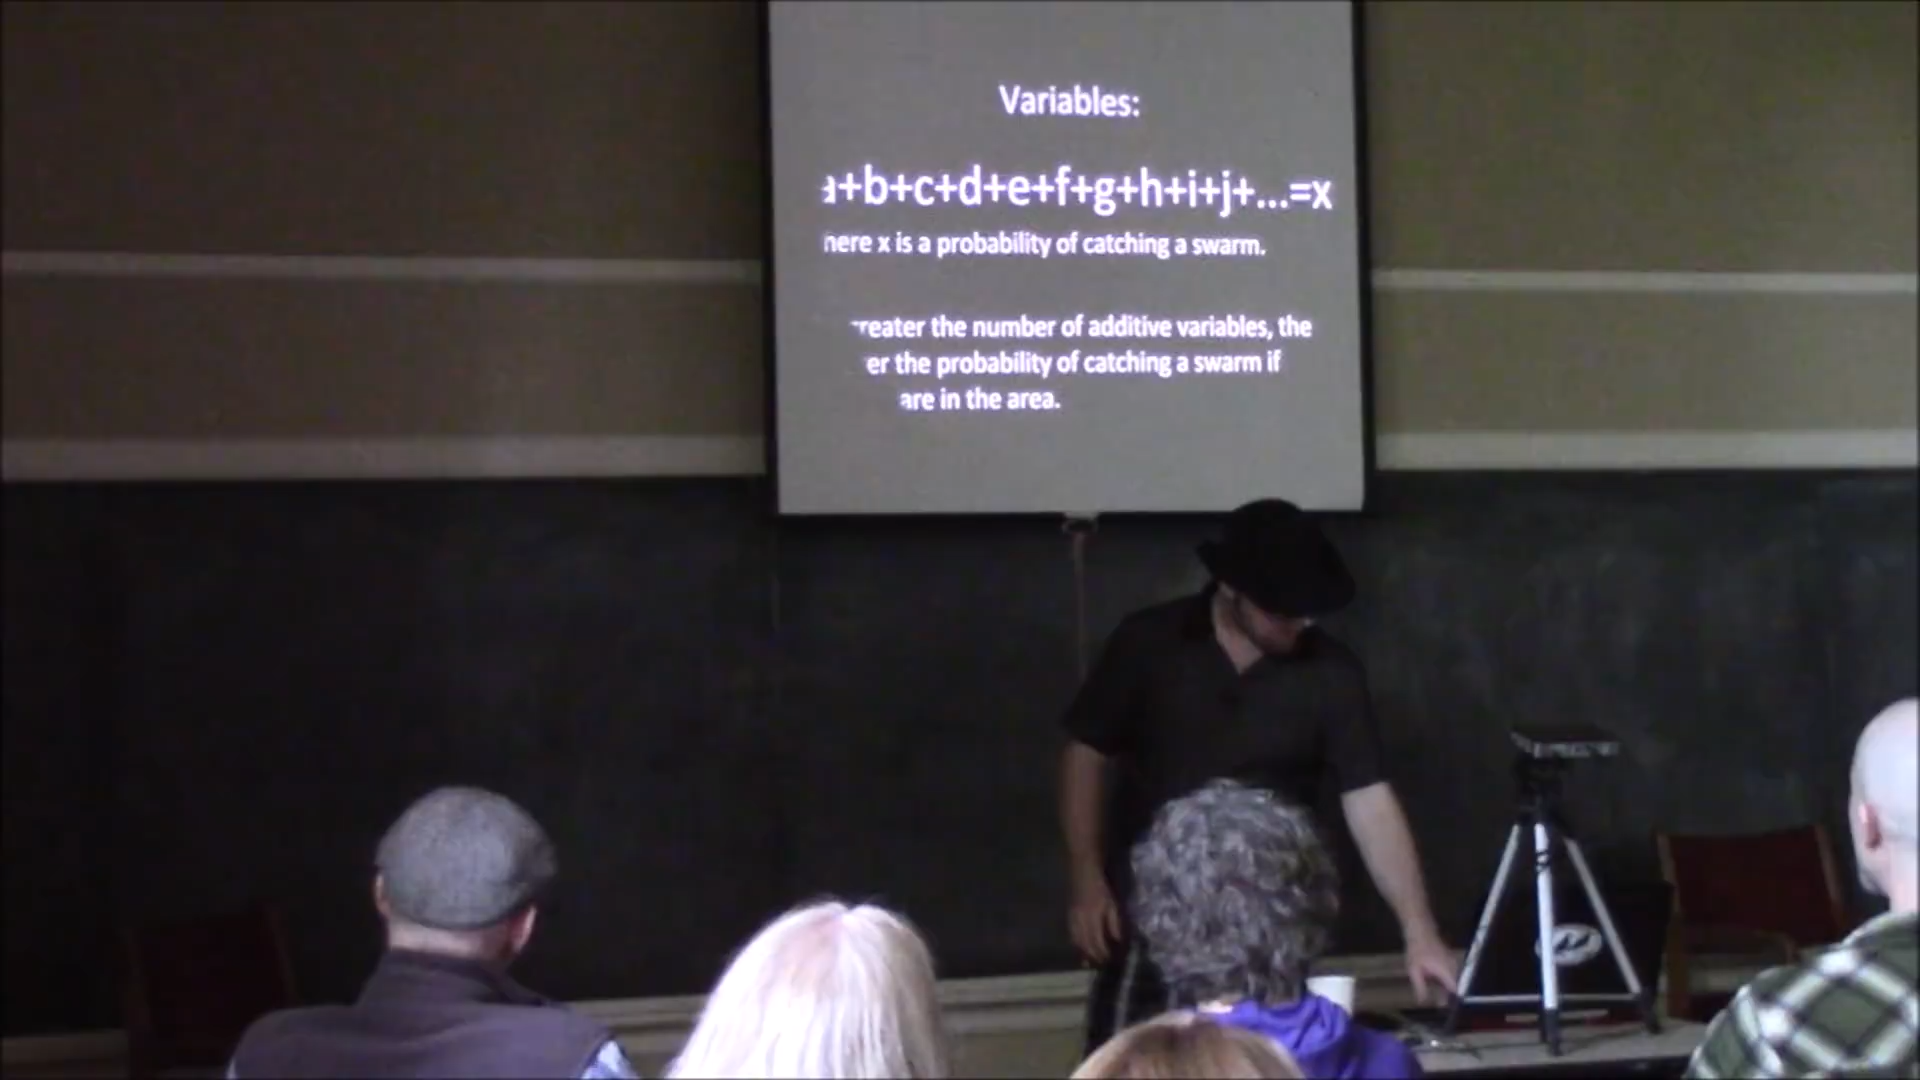 Variables:
a+b+c+d+e+f+g+h+i+j+...=x
x is a probability of catching a swarm.
the number of additive variables, the
the probability of catching a swarm if
are in the area.